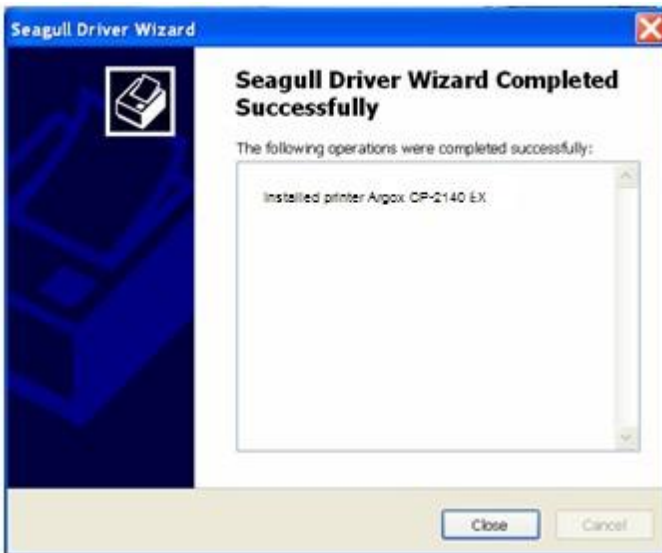 Seagull Driver Wizard
Seagull Driver Wizard Completed
Successfully
The following operations were completed successfully:
Installed printer Argox CP-2140 EX
Close
Cancel